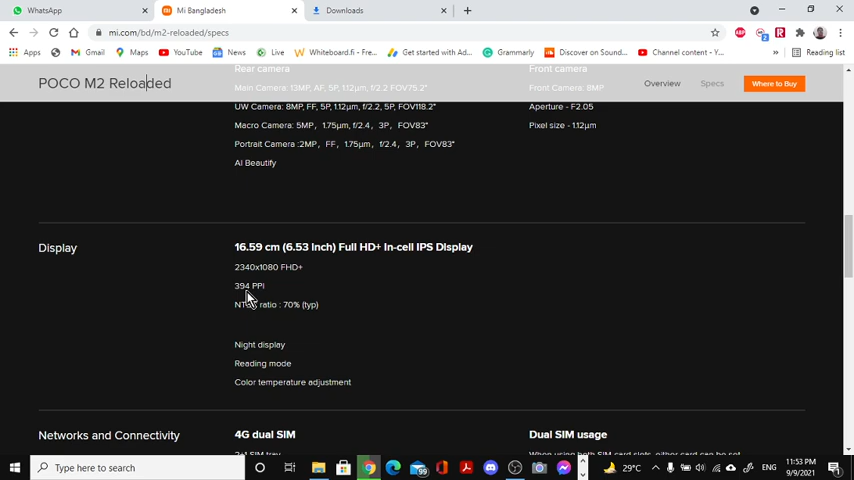 WhatsApp
Mi Bangladesh
Downloads
mi.com/bd/m2-reloaded/specs
ABP
Apps
Gmail
Maps
YouTube
News
Live
Whiteboard.fi - Fre...
Get started with Ad...
Grammarly
Discover on Sound...
Channel content - Y...
Reading list
POCO M2 Reloaded
Overview
Specs
Where to Buy
Rear camera
Front camera
Main Camera: 13MP, AF, 5P, 1.12μm, f/2.2 FOV75.2°
Front Camera: 8MP
UW Camera: 8MP, FF, 5P, 1.12μm, f/2.2, 5P, FOV118.2°
Aperture - F2.05
Macro Camera: 5MP, 1.75μm, f/2.4, 3P, FOV83°
Pixel size - 1.12μm
Portrait Camera :2MP, FF, 1.75μm, f/2.4, 3P, FOV83°
AI Beautify
Display
16.59 cm (6.53 Inch) Full HD+ In-cell IPS Display
2340x1080 FHD+
394 PPI
ratio : 70% (typ)
Night display
Reading mode
Color temperature adjustment
Networks and Connectivity
4G dual SIM
Dual SIM usage
Type here to search
99
29°C
ENG
11:53 PM
9/9/2021